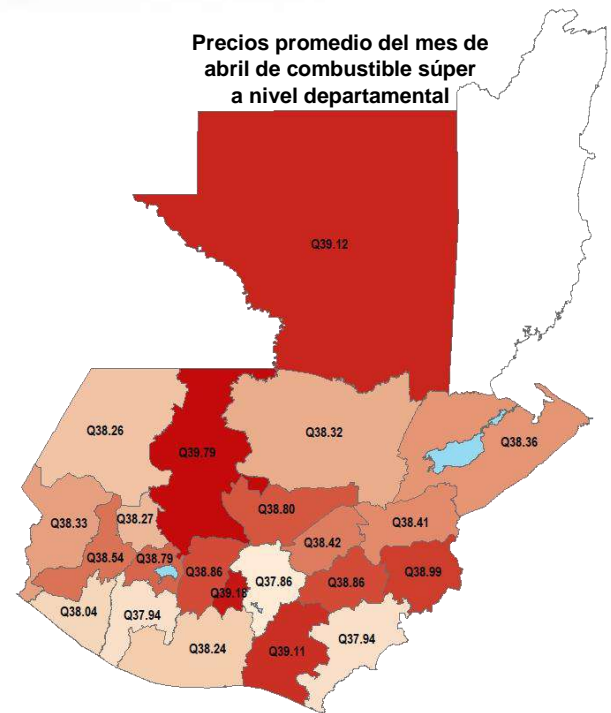 Precios promedio del mes de
abril de combustible súper
a nivel departamental
Q39.12
Q38.26
Q38.32
Q38.36
Q39.79
Q38.80
Q38.33
Q38.27
Q38.41
Q38.42
Q38.54
Q38.79
Q38.86
Q37.86
Q38.86
Q38.99
Q39.18
Q38.04
Q37.94
Q38.24
Q39.11
Q37.94